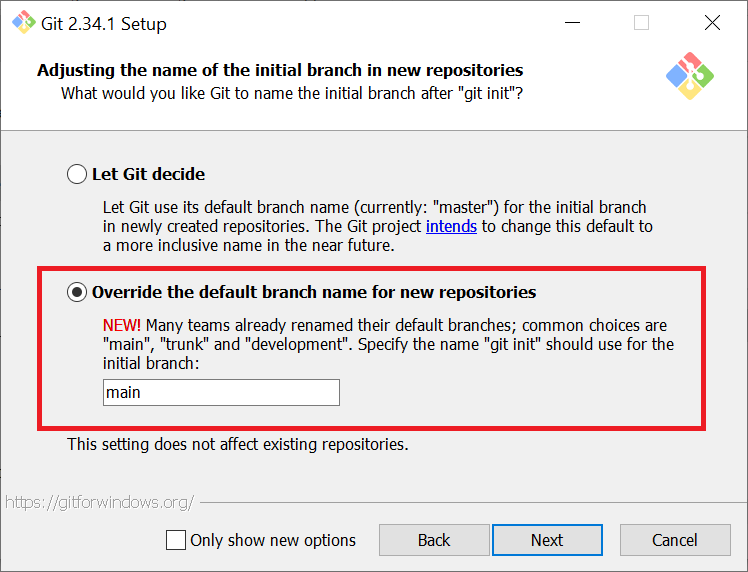 Git 2.34.1 Setup
Adjusting the name of the initial branch in new repositories
What would you like Git to name the initial branch after "git init"?
Let Git decide
Let Git use its default branch name (currently: "master") for the initial branch
in newly created repositories. The Git project intends to change this default to
a more inclusive name in the near future.
Override the default branch name for new repositories
NEW! Many teams already renamed their default branches; common choices are
"main", "trunk" and "development". Specify the name "git init" should use for the
initial branch:
main
This setting does not affect existing repositories.
https://gitforwindows.org/
Only show new options
Back
Next
Cancel